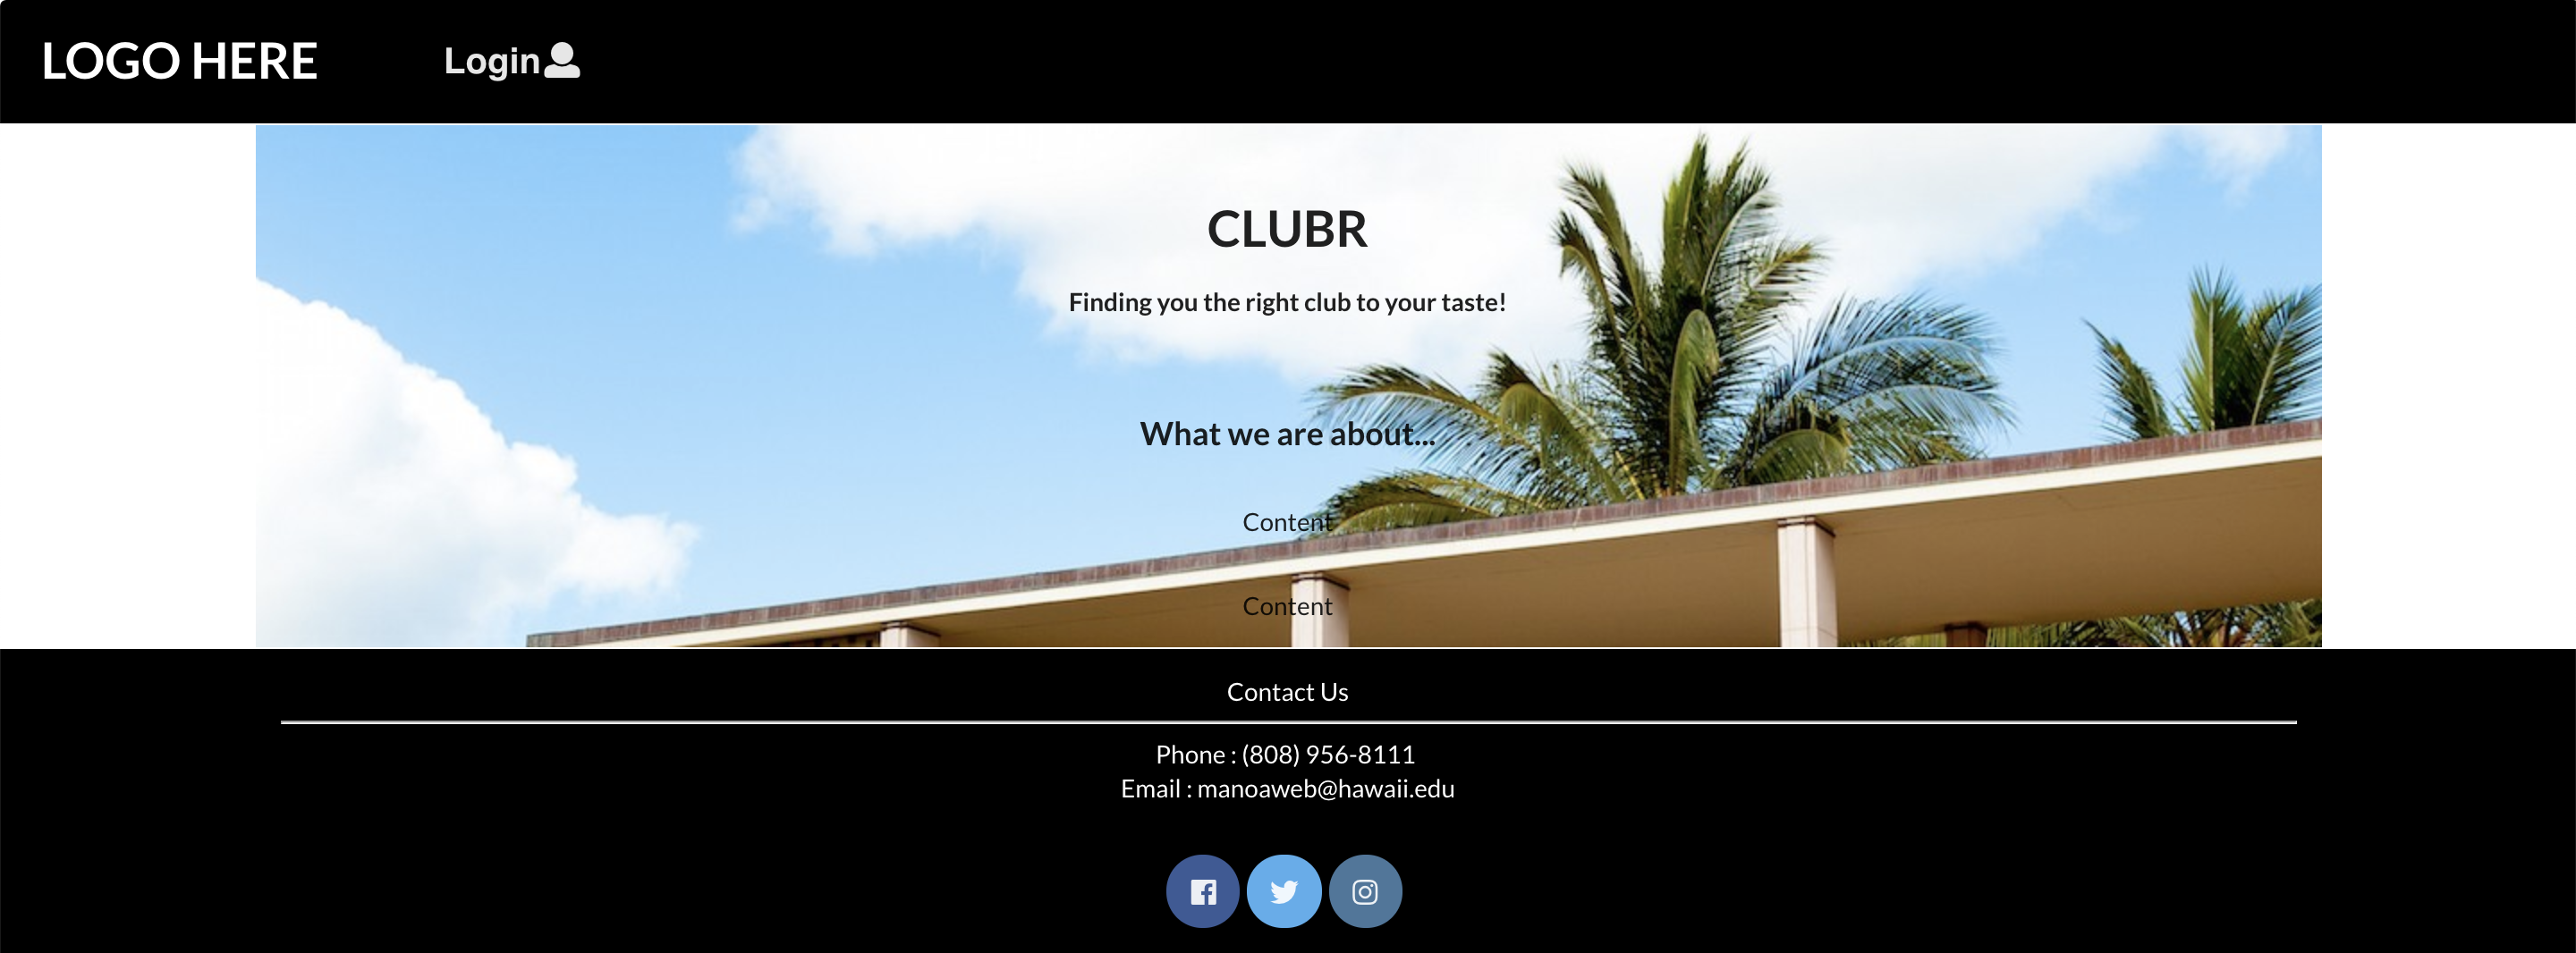 LOGO HERE
Login
CLUBR
Finding you the right club to your taste!
What we are about...
Content
Content
Contact Us
Phone : (808) 956-8111
Email : manoaweb@hawaii.edu